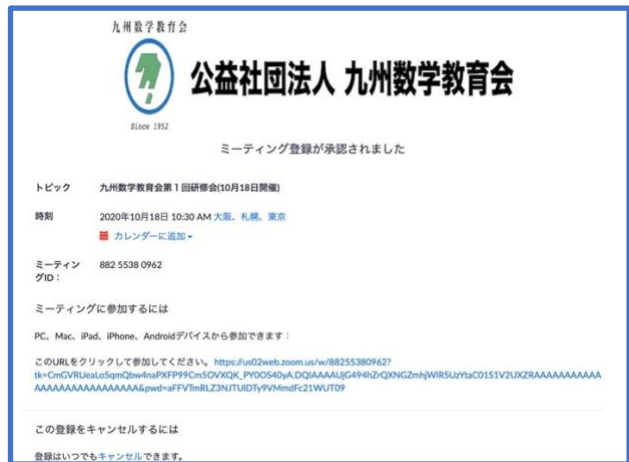 九州数学教育会
公益社団法人 九州数学教育会
Since 1952
ミーティング登録が承認されました
トピック 九州数学教育会第1回研修会(10月18日開催)
時刻 2020年10月18日 10:30 AM 大阪、札幌、東京
カレンダーに追加
ミーティングID： 882 5538 0962
ミーティングに参加するには
PC、Mac、iPad、iPhone、Androidデバイスから参加できます：
このURLをクリックして参加してください。 https://us02web.zoom.us/w/88255380962?
この登録をキャンセルするには
登録はいつでもキャンセルできます。